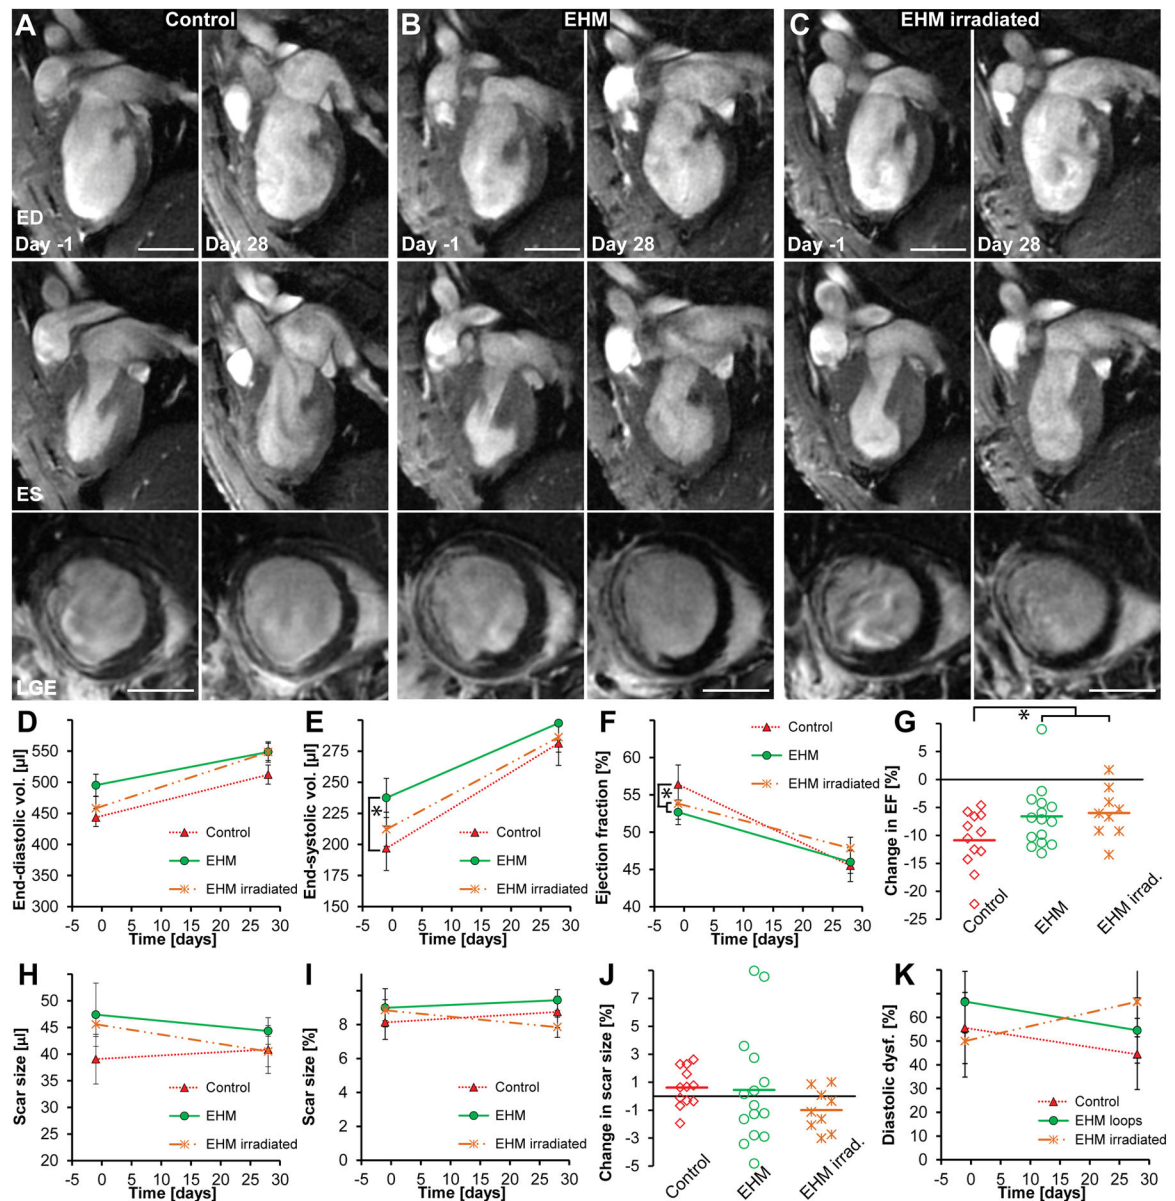 A Control
B EHM
C EHM irradiated
ED
Day -1
Day 28
Day -1
Day 28
Day -1
Day 28
ES
LGE
D
End-diastolic vol. [µl]
550
500
450
400
350
300
-5 0 5 10 15 20 25 30
Time [days]
Control
EHM
EHM irradiated
E
End-systolic vol. [µl]
275
250
225
200
175
150
-5 0 5 10 15 20 25 30
Time [days]
*
Control
EHM
EHM irradiated
F
Ejection fraction [%]
60
56
52
48
44
40
-5 0 5 10 15 20 25 30
Time [days]
*
Control
EHM
EHM irradiated
G
Change in EF [%]
5
0
-5
-10
-15
-20
-25
*
Control
EHM
EHM irrad.
H
Scar size [µl]
50
45
40
35
30
25
20
-5 0 5 10 15 20 25 30
Time [days]
Control
EHM
EHM irradiated
I
Scar size [%]
10
8
6
4
2
0
-5 0 5 10 15 20 25 30
Time [days]
Control
EHM
EHM irradiated
J
Change in scar size [%]
7
5
3
1
-1
-3
-5
Control
EHM
EHM irrad.
K
Diastolic dysf. [%]
60
50
40
30
20
10
0
-5 0 5 10 15 20 25 30
Time [days]
Control
EHM loops
EHM irradiated